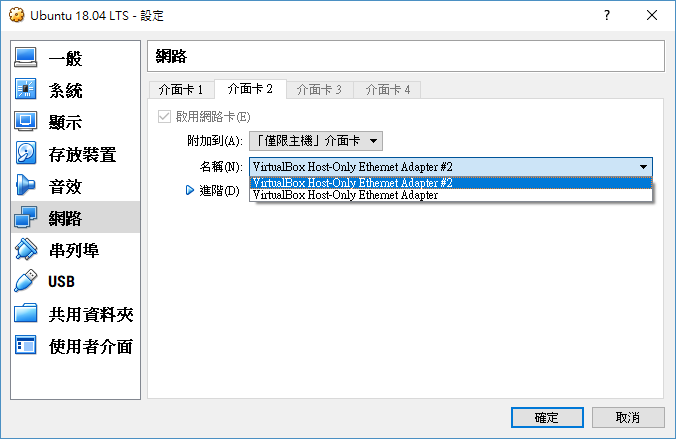 Ubuntu 18.04 LTS - 設定
一般
系統
顯示
存放裝置
音效
網路
串列埠
USB
共用資料夾
使用者介面
網路
介面卡 1 介面卡 2 介面卡 3 介面卡 4
啟用網路卡(E)
附加到(A): 「僅限主機」介面卡
名稱(N): VirtualBox Host-Only Ethernet Adapter #2
VirtualBox Host-Only Ethernet Adapter #2
VirtualBox Host-Only Ethernet Adapter
進階(D)
確定 取消